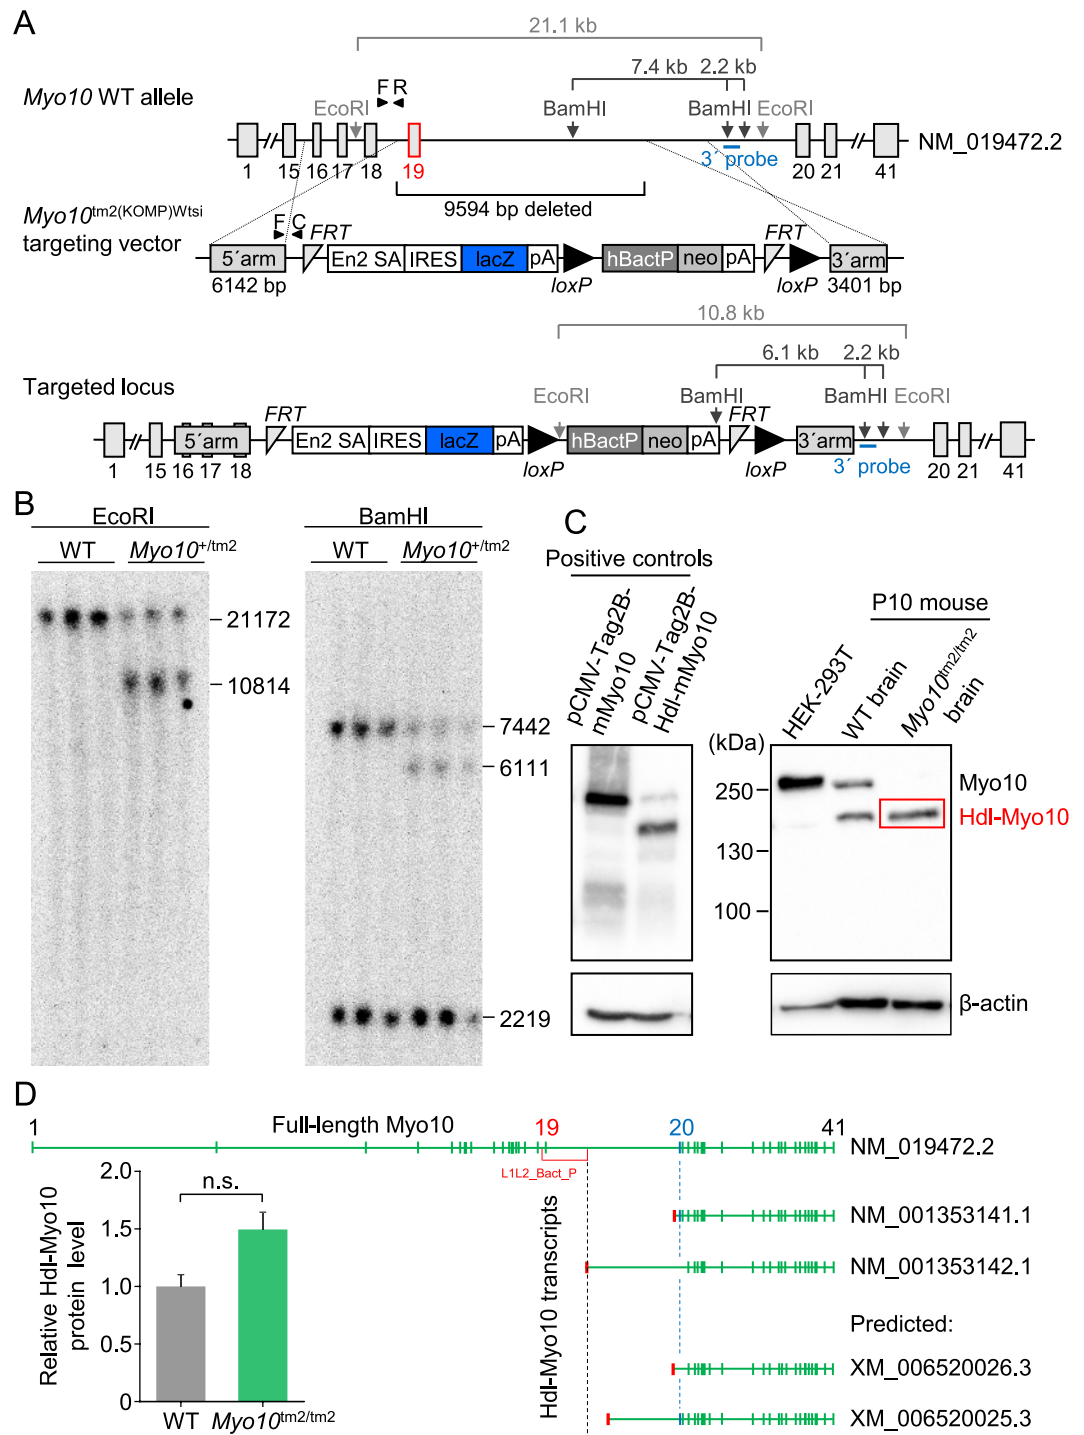 A
21.1 kb
7.4 kb 2.2 kb
F R
Myo10 WT allele
EcoRI BamHI BamHI EcoRI
NM_019472.2
3´ probe
1 15 16 17 18 19 20 21 41
9594 bp deleted
Myo10tm2(KOMP)Wtsi
targeting vector
F C
FRT FRT
5´arm En2 SA IRES lacZ pA hBactP neo pA 3´arm
6142 bp loxP loxP 3401 bp
10.8 kb
6.1 kb 2.2 kb
Targeted locus
EcoRI BamHI BamHI EcoRI
FRT FRT
5´arm En2 SA IRES lacZ pA hBactP neo pA 3´arm
3´ probe
1 15 16 17 18 loxP loxP 20 21 41
B
EcoRI
WT Myo10+/tm2
21172
10814
BamHI
WT Myo10+/tm2
7442
6111
2219
C
Positive controls
pCMV-Tag2B-
mMyo10
pCMV-Tag2B-
Hdl-mMyo10
P10 mouse
HEK-293T
WT brain
Myo10tm2/tm2
brain
(kDa)
250
130
100
Myo10
Hdl-Myo10
β-actin
D
1 Full-length Myo10 19 20 41
NM_019472.2
L1L2_Bact_P
Hdl-Myo10 transcripts
NM_001353141.1
NM_001353142.1
Predicted:
XM_006520026.3
XM_006520025.3
Relative Hdl-Myo10
protein level
2.0
1.5
1.0
0.5
0
n.s.
WT Myo10tm2/tm2